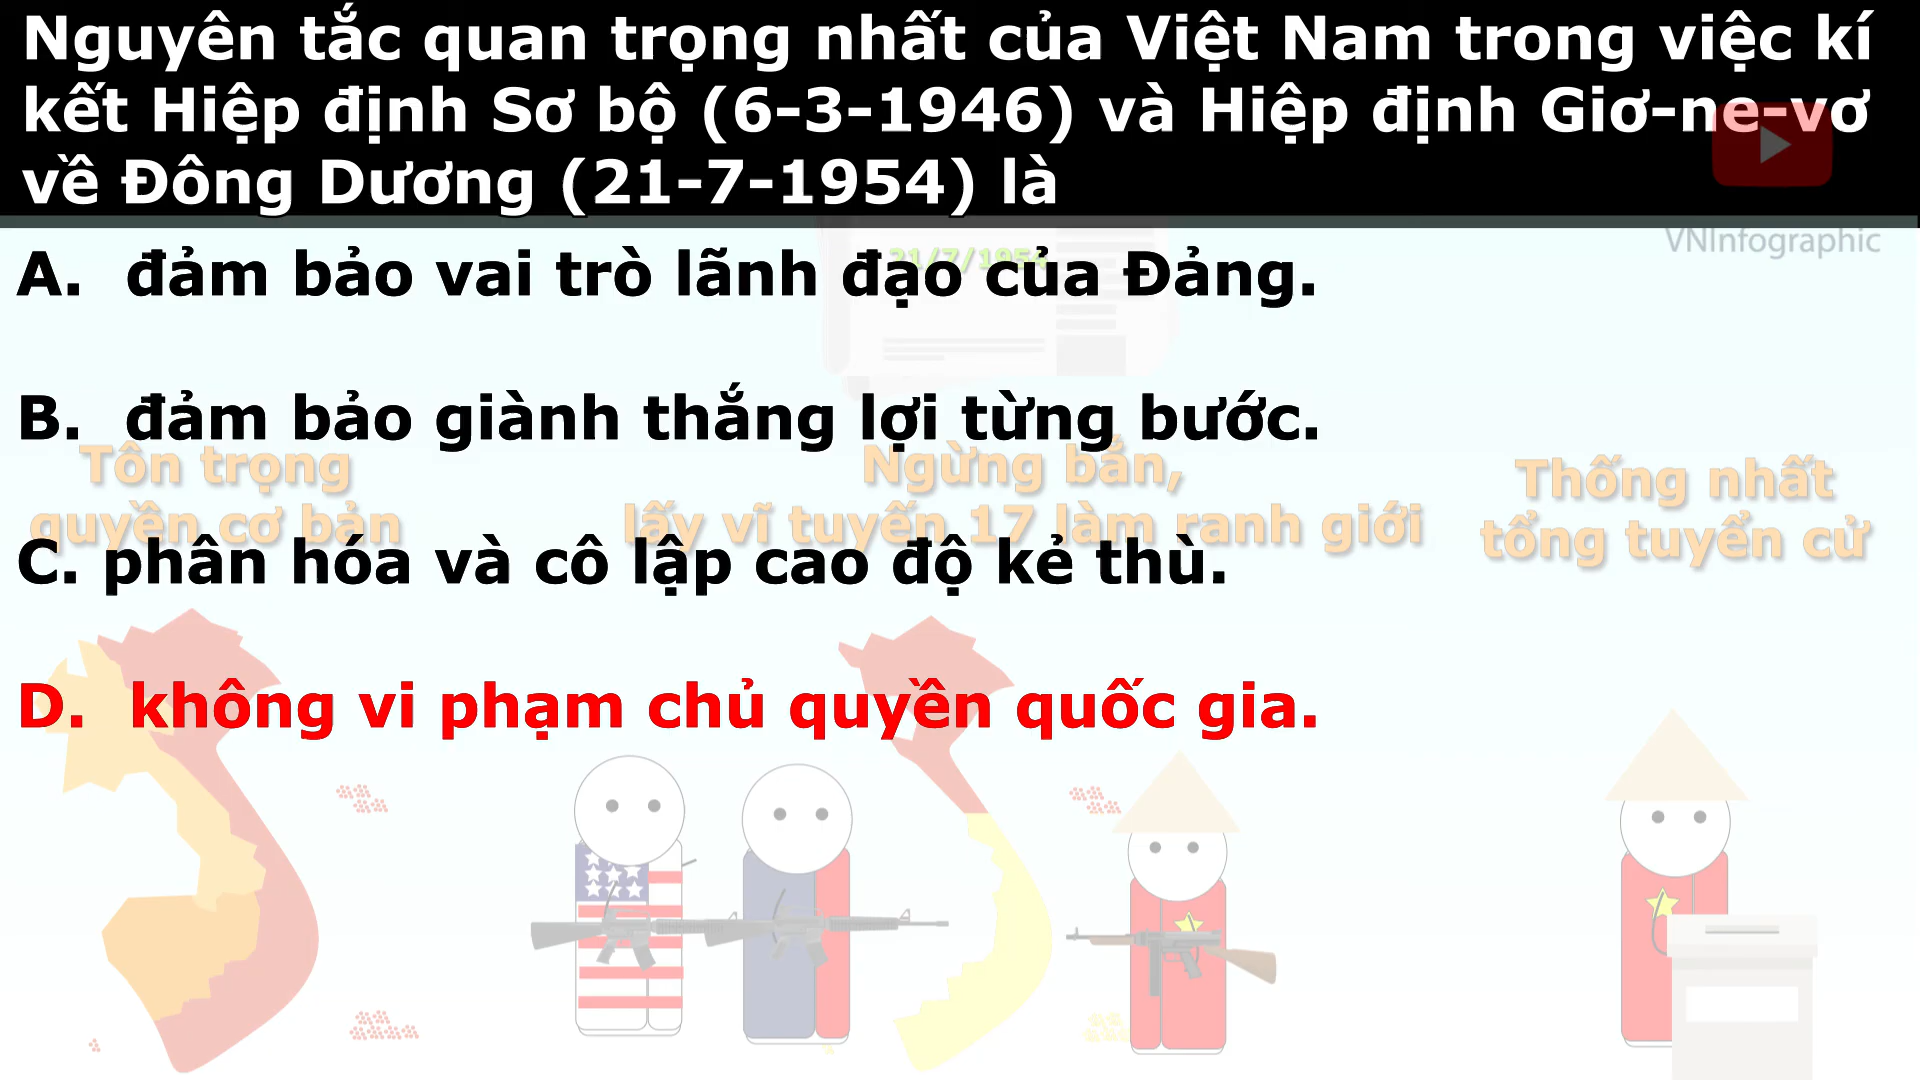 Nguyên tắc quan trọng nhất của Việt Nam trong việc kí
kết Hiệp định Sơ bộ (6-3-1946) và Hiệp định Giơ-ne-vơ
về Đông Dương (21-7-1954) là
VNInfographic
21/7/1954
A. đảm bảo vai trò lãnh đạo của Đảng.
B. đảm bảo giành thắng lợi từng bước.
Tôn trọng
quyền cơ bản
Ngừng bắn,
lấy vĩ tuyến 17 làm ranh giới
Thống nhất
tổng tuyển cử
C. phân hóa và cô lập cao độ kẻ thù.
D. không vi phạm chủ quyền quốc gia.